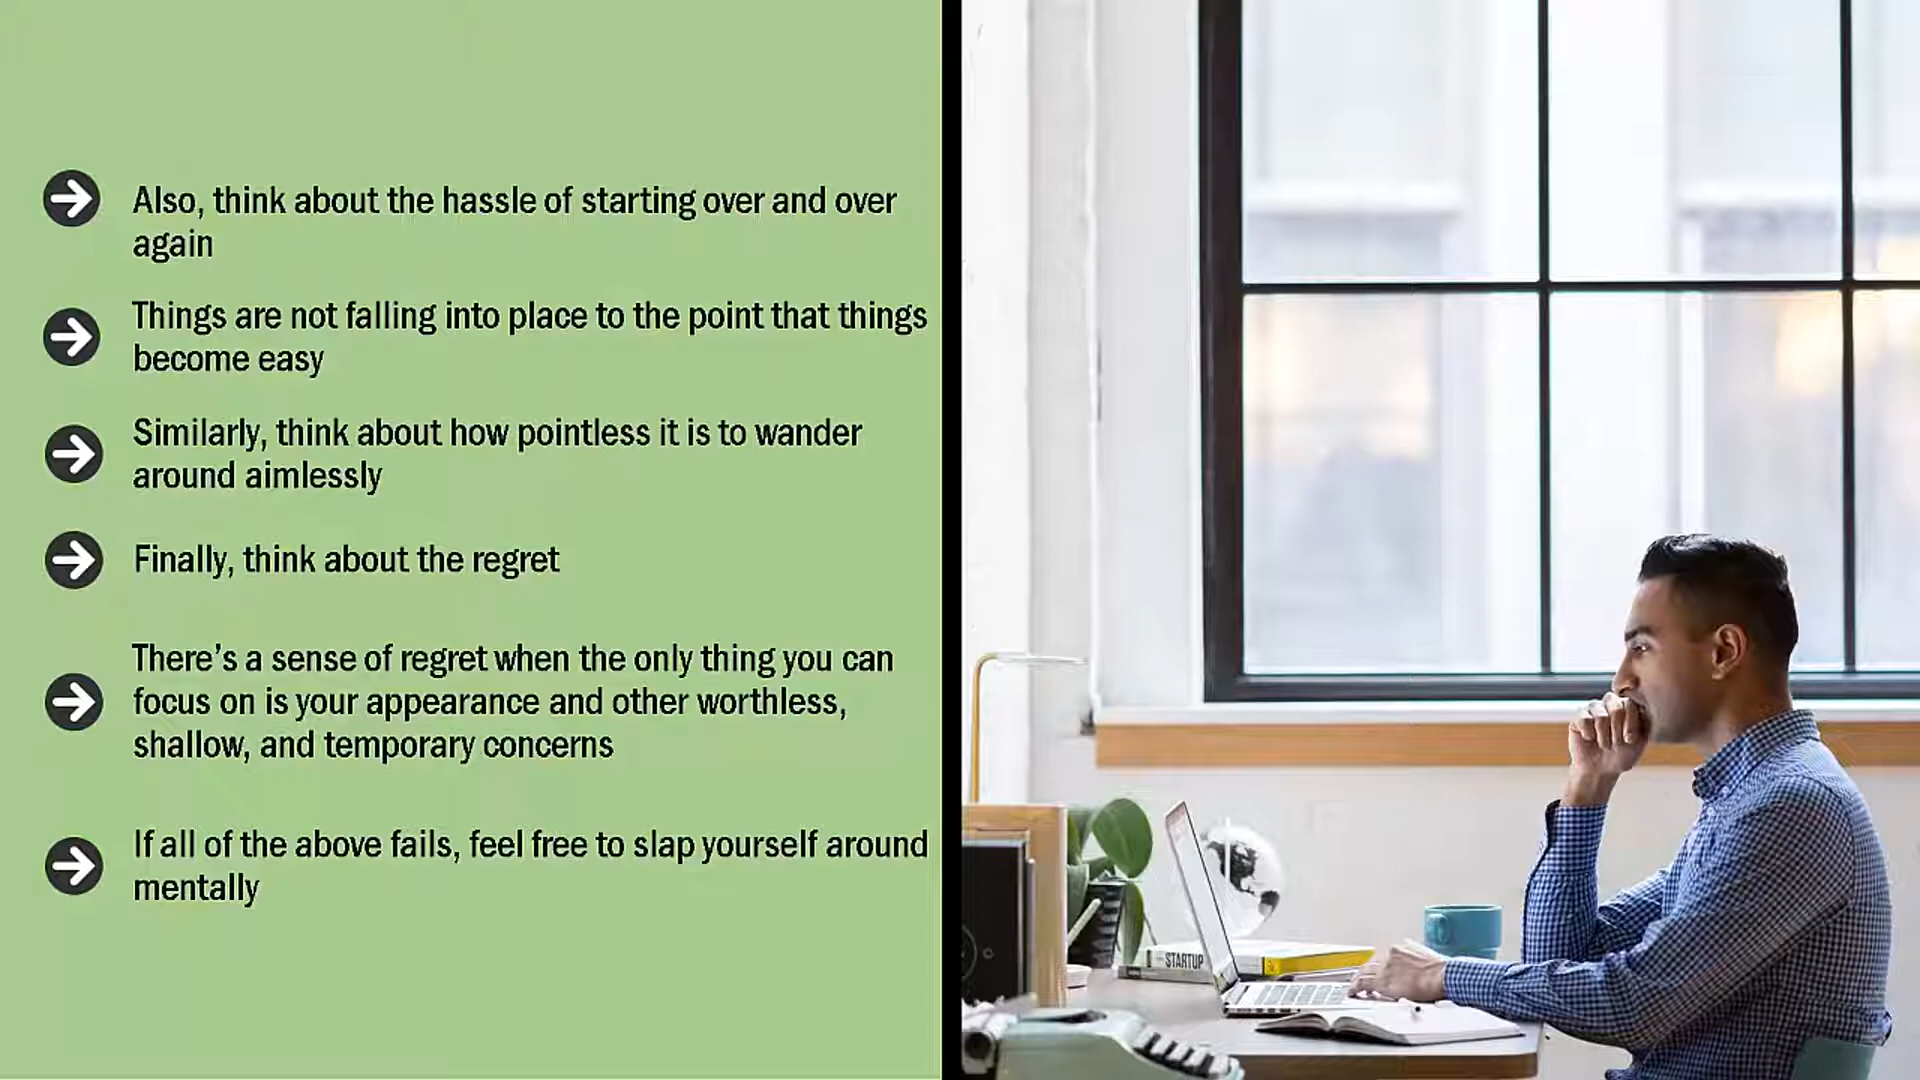 Also, think about the hassle of starting over and over
again
Things are not falling into place to the point that things
become easy
Similarly, think about how pointless it is to wander
around aimlessly
Finally, think about the regret
There's a sense of regret when the only thing you can
focus on is your appearance and other worthless,
shallow, and temporary concerns
If all of the above fails, feel free to slap yourself around
mentally
STARTUP